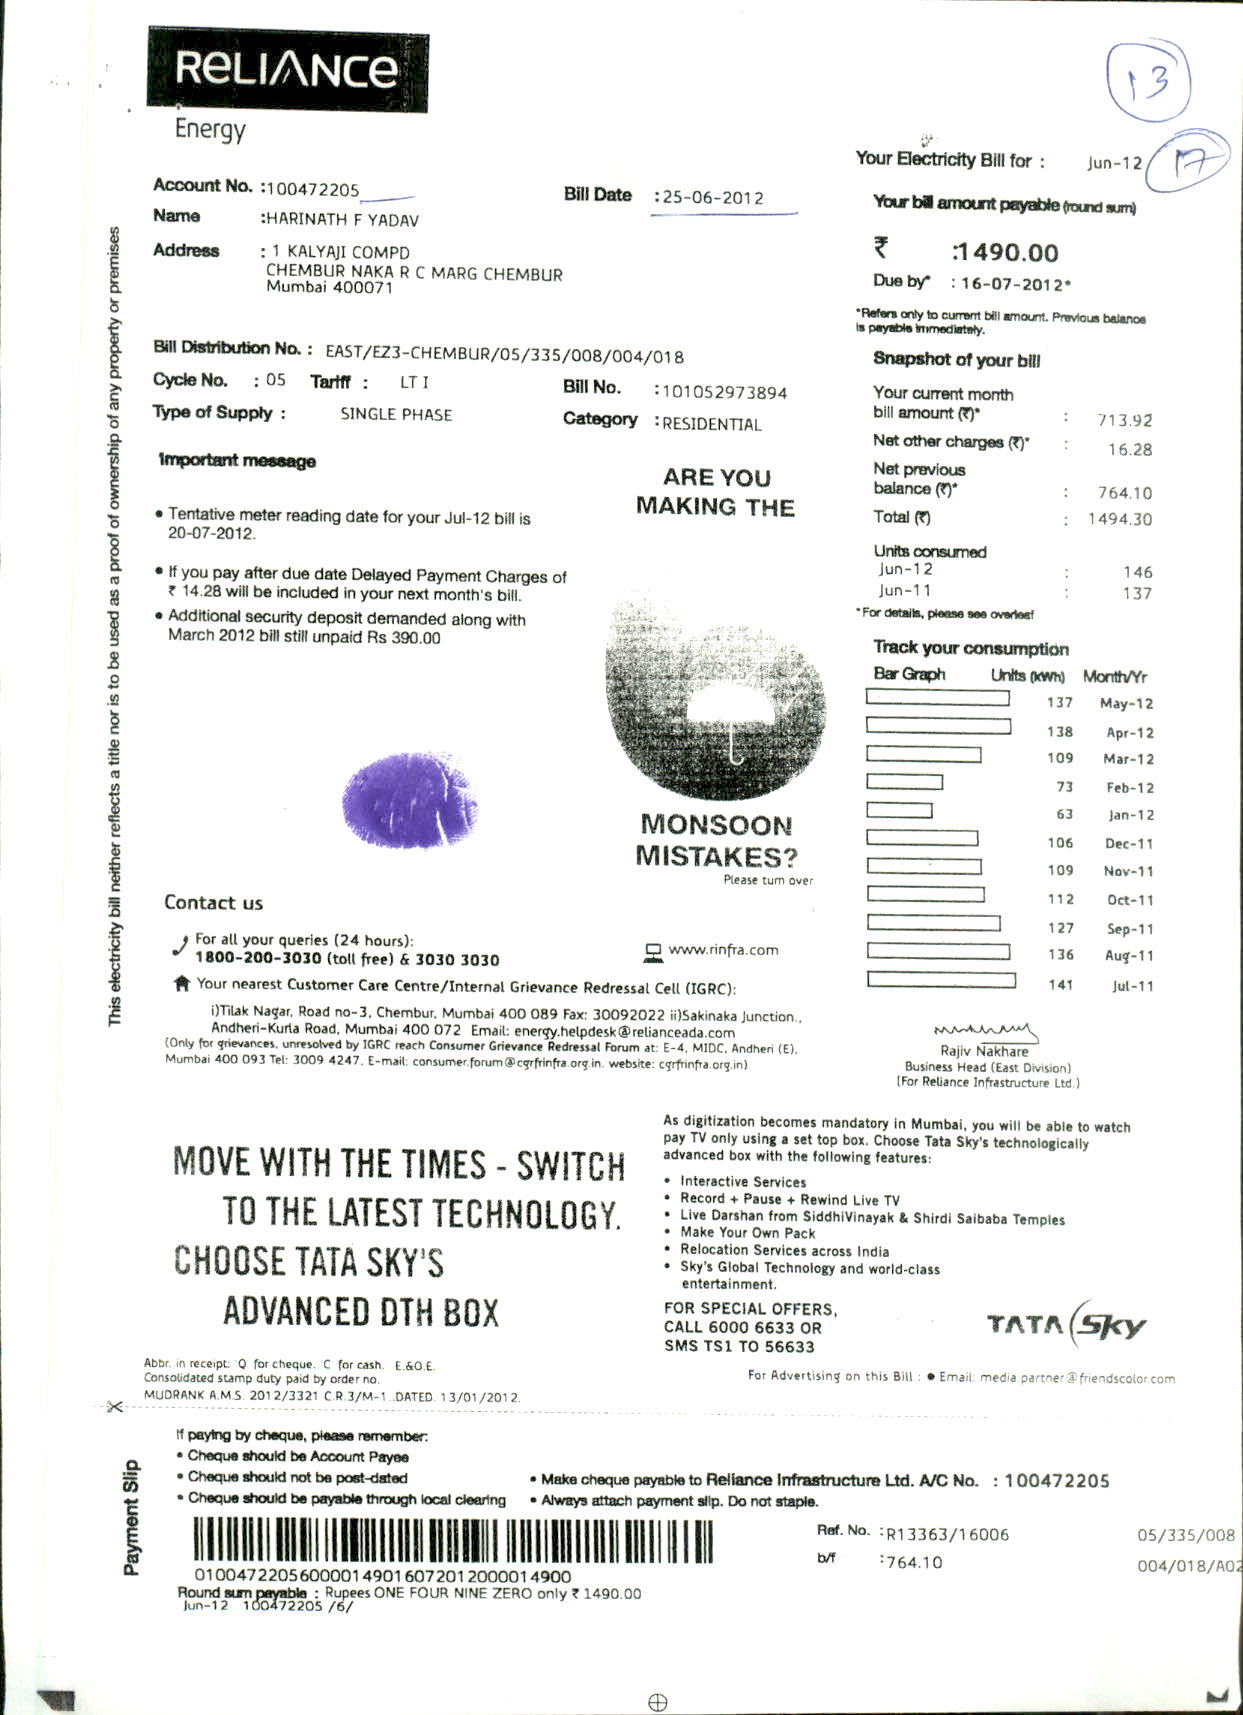 RELIANCE
Energy
13
17
Your Electricity Bill for : Jun-12
Account No. :100472205
Bill Date :25-06-2012
Name :HARINATH F YADAV
Address : 1 KALYAJI COMPD
CHEMBUR NAKA R C MARG CHEMBUR
Mumbai 400071
Your bill amount payable (round sum)
₹ :1490.00
Due by* : 16-07-2012*
*Refers only to current bill amount. Previous balance
is payable immediately.
Bill Distribution No. : EAST/EZ3-CHEMBUR/05/335/008/004/018
Cycle No. : 05 Tariff : LT I
Bill No. :101052973894
Type of Supply : SINGLE PHASE
Category :RESIDENTIAL
Snapshot of your bill
Your current month
bill amount (₹)* : 713.92
Net other charges (₹)* : 16.28
Net previous
balance (₹)* : 764.10
Total (₹) : 1494.30
Units consumed
Jun-12 : 146
Jun-11 : 137
*For details, please see overleaf
Important message
• Tentative meter reading date for your Jul-12 bill is
20-07-2012.
• If you pay after due date Delayed Payment Charges of
₹ 14.28 will be included in your next month's bill.
• Additional security deposit demanded along with
March 2012 bill still unpaid Rs 390.00
ARE YOU
MAKING THE
MONSOON
MISTAKES?
Please turn over
Track your consumption
Bar Graph Units (kWh) Month/Yr
137 May-12
138 Apr-12
109 Mar-12
73 Feb-12
63 Jan-12
106 Dec-11
109 Nov-11
112 Oct-11
127 Sep-11
136 Aug-11
141 Jul-11
Rajiv Nakhare
Business Head (East Division)
(For Reliance Infrastructure Ltd.)
This electricity bill neither reflects a title nor is to be used as a proof of ownership of any property or premises
Contact us
For all your queries (24 hours):
1800-200-3030 (toll free) & 3030 3030
www.rinfra.com
Your nearest Customer Care Centre/Internal Grievance Redressal Cell (IGRC):
i)Tilak Nagar, Road no-3, Chembur, Mumbai 400 089 Fax: 30092022 ii)Sakinaka Junction.,
Andheri-Kurla Road, Mumbai 400 072 Email: energy.helpdesk@relianceada.com
(Only for grievances, unresolved by IGRC reach Consumer Grievance Redressal Forum at: E-4, MIDC, Andheri (E),
Mumbai 400 093 Tel: 3009 4247. E-mail: consumer.forum@cgrfrinfra.org.in. website: cgrfrinfra.org.in)
MOVE WITH THE TIMES - SWITCH
TO THE LATEST TECHNOLOGY.
CHOOSE TATA SKY'S
ADVANCED DTH BOX
As digitization becomes mandatory in Mumbai, you will be able to watch
pay TV only using a set top box. Choose Tata Sky's technologically
advanced box with the following features:
• Interactive Services
• Record + Pause + Rewind Live TV
• Live Darshan from SiddhiVinayak & Shirdi Saibaba Temples
• Make Your Own Pack
• Relocation Services across India
• Sky's Global Technology and world-class
entertainment.
FOR SPECIAL OFFERS,
CALL 6000 6633 OR
SMS TS1 TO 56633
TATA Sky
Abbr. in receipt: 'Q' for cheque. 'C' for cash. E.&O.E.
Consolidated stamp duty paid by order no.
MUDRANK A.M.S. 2012/3321 C.R.3/M-1..DATED. 13/01/2012.
For Advertising on this Bill : ● Email: media.partner@friendscolor.com
Payment Slip
If paying by cheque, please remember:
• Cheque should be Account Payee
• Cheque should not be post-dated
• Cheque should be payable through local clearing
• Make cheque payable to Reliance Infrastructure Ltd. A/C No. : 100472205
• Always attach payment slip. Do not staple.
Ref. No. :R13363/16006 05/335/008
b/f :764.10 004/018/A02
01004722056000014901607201200001​4900
Round sum payable : Rupees ONE FOUR NINE ZERO only ₹ 1490.00
Jun-12 100472205 /6/